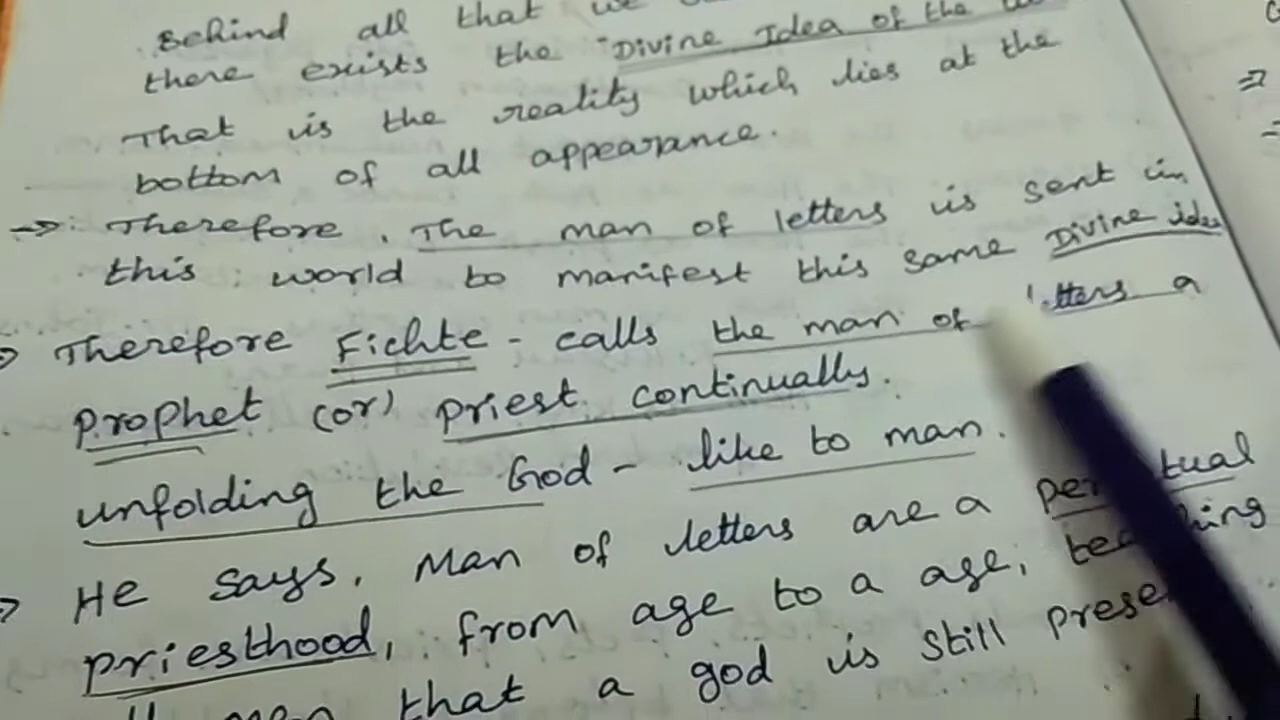 Behind all that we
there exists the "Divine Idea of the
That is the reality which lies at the
bottom of all appearance.
→ Therefore, The man of letters is sent in
this world to manifest this same Divine idea
⇒ Therefore Fichte - calls the man of letters a
Prophet (or) Priest continually.
unfolding the God - like to man.
⇒ He says, Man of letters are a perpetual
Priesthood, from age to a age, teaching
men that a god is still present